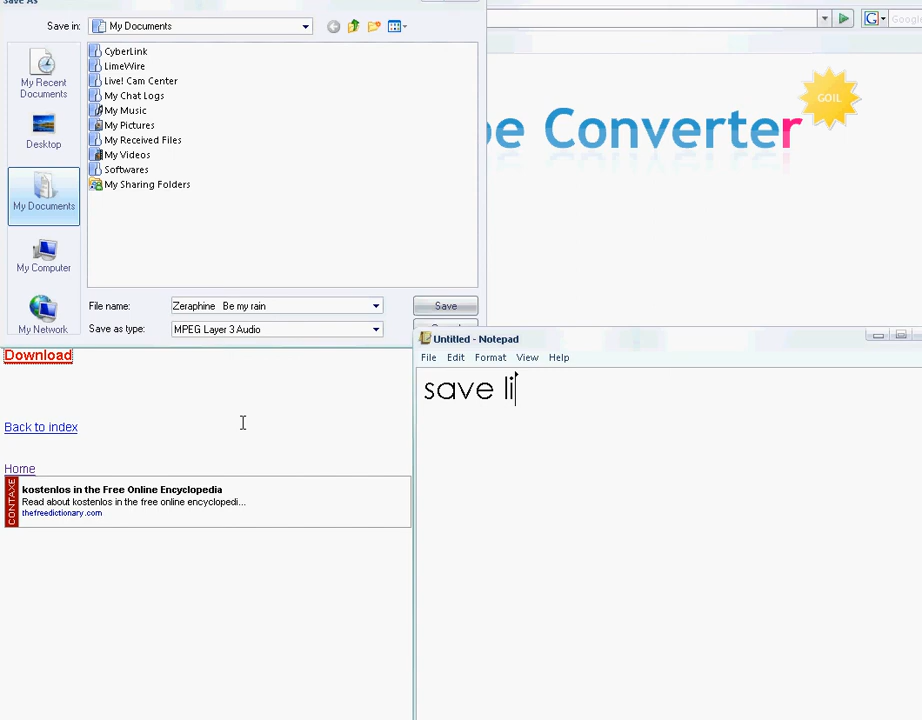 Save As
Save in:
My Documents
My Recent
Documents
Desktop
My Documents
My Computer
My Network
CyberLink
LimeWire
Live! Cam Center
My Chat Logs
My Music
My Pictures
My Received Files
My Videos
Softwares
My Sharing Folders
File name:
Zeraphine Be my rain
Save
Save as type:
MPEG Layer 3 Audio
G
Google
be Converter
Download
Back to index
Home
CONTAXE
kostenlos in the Free Online Encyclopedia
Read about kostenlos in the free online encyclopedi...
thefreedictionary.com
Untitled - Notepad
File Edit Format View Help
save li